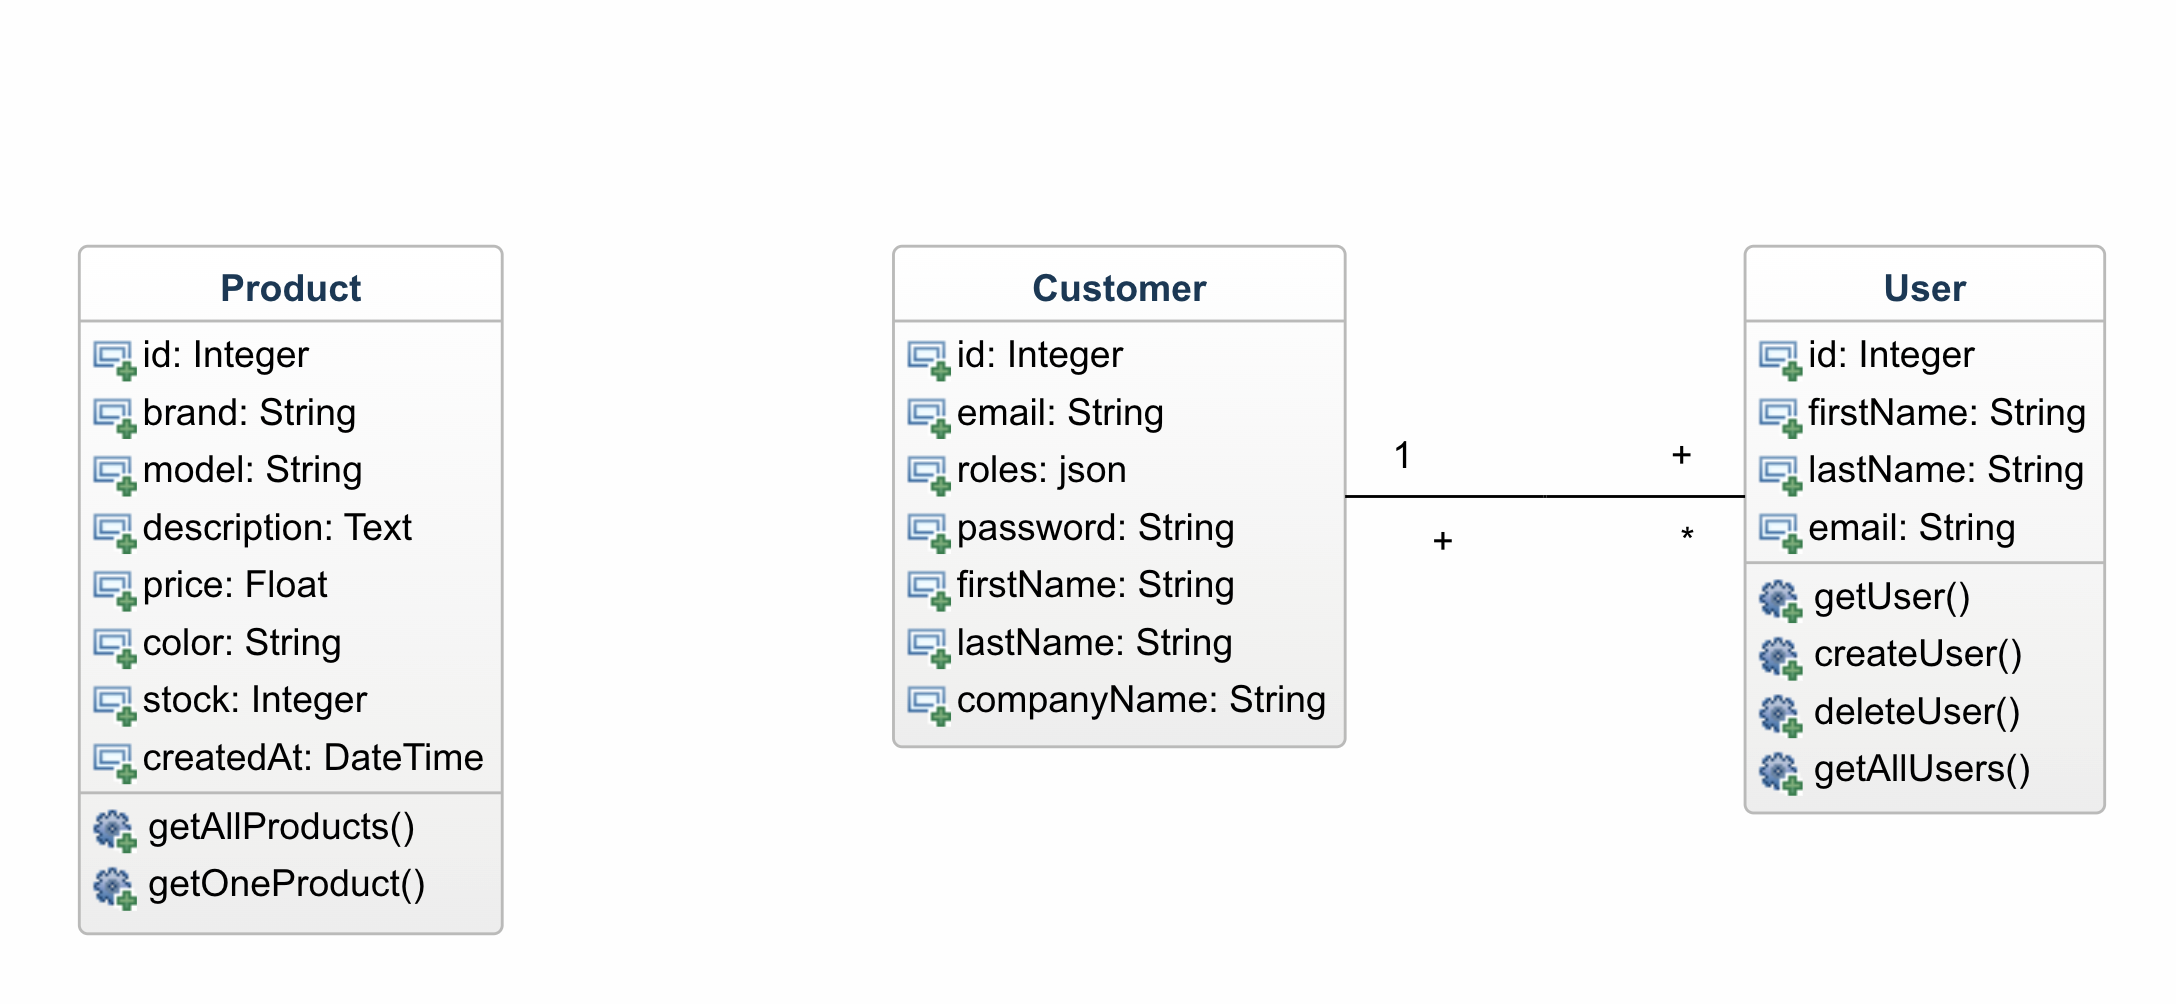 Product
id: Integer
brand: String
model: String
description: Text
price: Float
color: String
stock: Integer
createdAt: DateTime
getAllProducts()
getOneProduct()
Customer
id: Integer
email: String
roles: json
password: String
firstName: String
lastName: String
companyName: String
1
+
+
*
User
id: Integer
firstName: String
lastName: String
email: String
getUser()
createUser()
deleteUser()
getAllUsers()